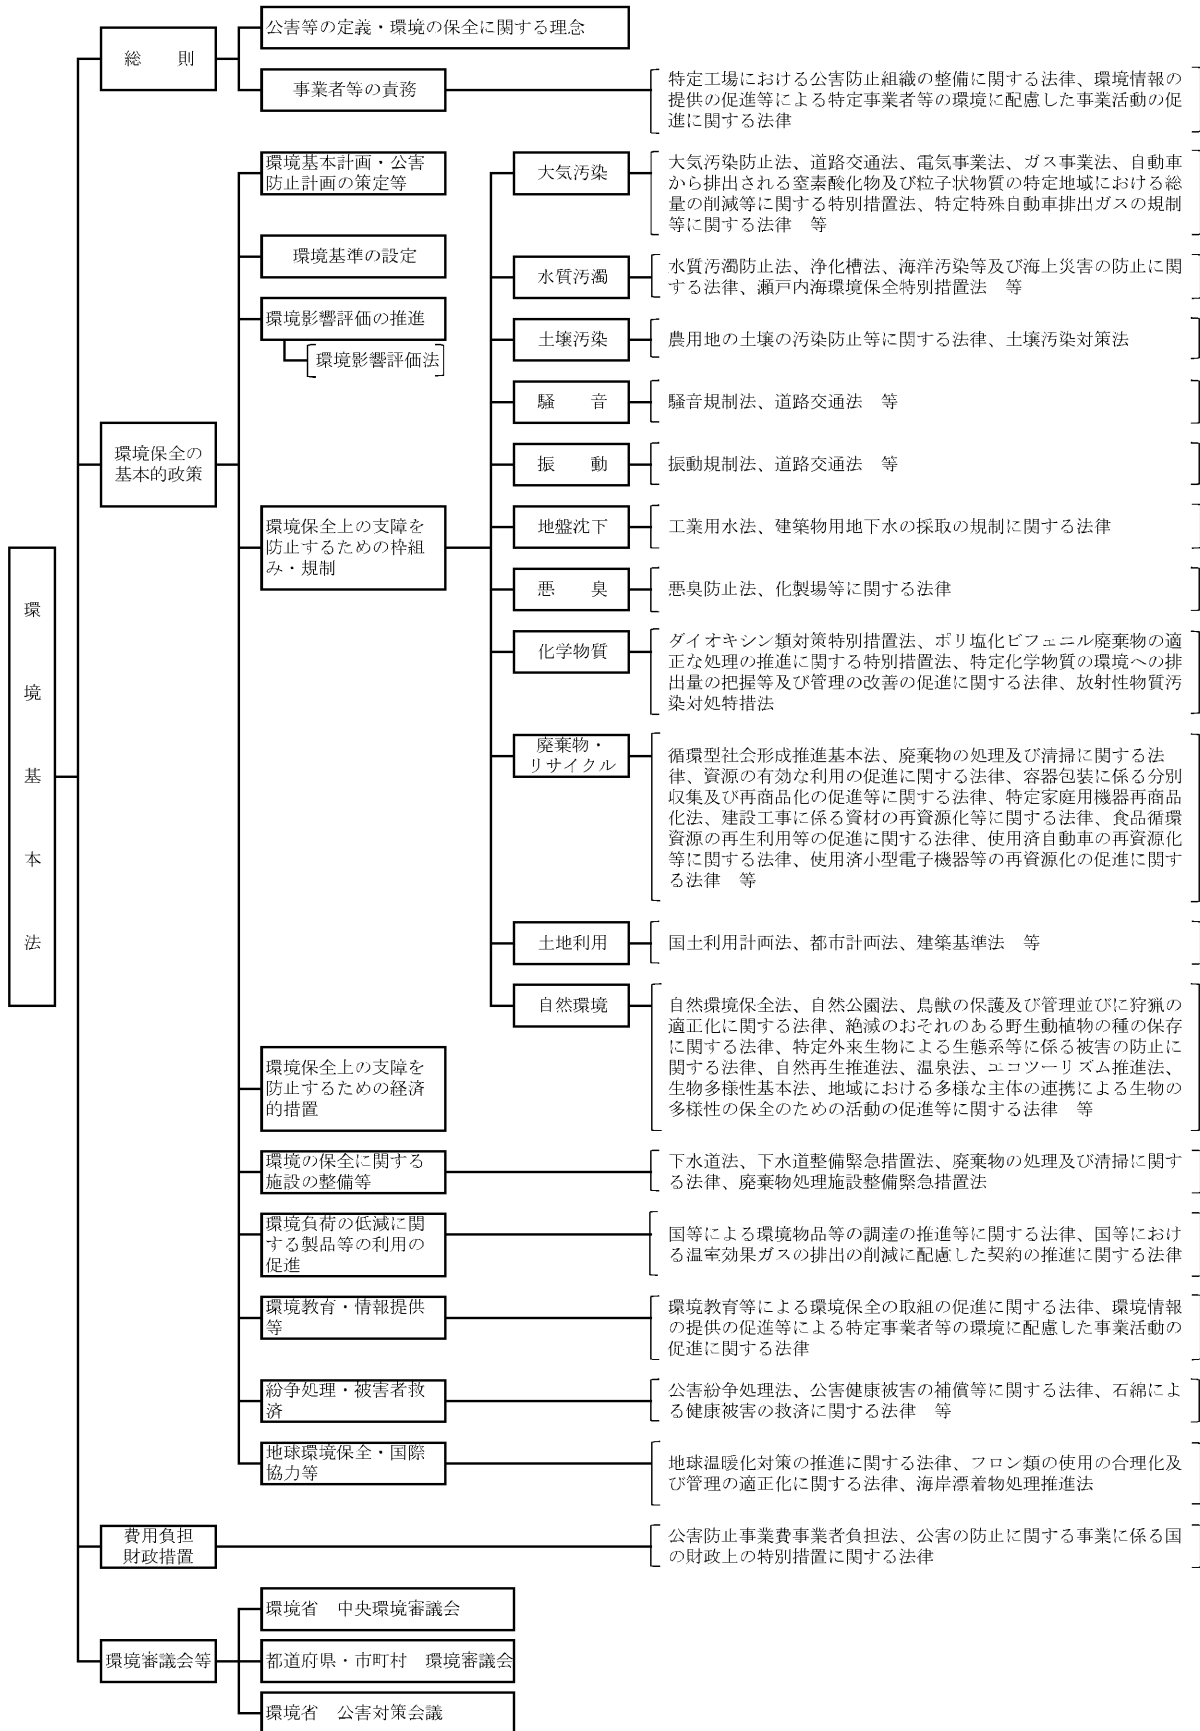 環境基本法
総　則
公害等の定義・環境の保全に関する理念
事業者等の責務
特定工場における公害防止組織の整備に関する法律、環境情報の
提供の促進等による特定事業者等の環境に配慮した事業活動の促
進に関する法律
環境保全の
基本的政策
環境基本計画・公害
防止計画の策定等
環境基準の設定
環境影響評価の推進
環境影響評価法
環境保全上の支障を
防止するための枠組
み・規制
大気汚染
大気汚染防止法、道路交通法、電気事業法、ガス事業法、自動車
から排出される窒素酸化物及び粒子状物質の特定地域における総
量の削減等に関する特別措置法、特定特殊自動車排出ガスの規制
等に関する法律　等
水質汚濁
水質汚濁防止法、浄化槽法、海洋汚染等及び海上災害の防止に関
する法律、瀬戸内海環境保全特別措置法　等
土壌汚染
農用地の土壌の汚染防止等に関する法律、土壌汚染対策法
騒　音
騒音規制法、道路交通法　等
振　動
振動規制法、道路交通法　等
地盤沈下
工業用水法、建築物用地下水の採取の規制に関する法律
悪　臭
悪臭防止法、化製場等に関する法律
化学物質
ダイオキシン類対策特別措置法、ポリ塩化ビフェニル廃棄物の適
正な処理の推進に関する特別措置法、特定化学物質の環境への排
出量の把握等及び管理の改善の促進に関する法律、放射性物質汚
染対処特措法
廃棄物・
リサイクル
循環型社会形成推進基本法、廃棄物の処理及び清掃に関する法
律、資源の有効な利用の促進に関する法律、容器包装に係る分別
収集及び再商品化の促進等に関する法律、特定家庭用機器再商品
化法、建設工事に係る資材の再資源化等に関する法律、食品循環
資源の再生利用等の促進に関する法律、使用済自動車の再資源化
等に関する法律、使用済小型電子機器等の再資源化の促進に関す
る法律　等
土地利用
国土利用計画法、都市計画法、建築基準法　等
自然環境
自然環境保全法、自然公園法、鳥獣の保護及び管理並びに狩猟の
適正化に関する法律、絶滅のおそれのある野生動植物の種の保存
に関する法律、特定外来生物による生態系等に係る被害の防止に
関する法律、自然再生推進法、温泉法、エコツーリズム推進法、
生物多様性基本法、地域における多様な主体の連携による生物の
多様性の保全のための活動の促進等に関する法律　等
環境保全上の支障を
防止するための経済
的措置
環境の保全に関する
施設の整備等
下水道法、下水道整備緊急措置法、廃棄物の処理及び清掃に関す
る法律、廃棄物処理施設整備緊急措置法
環境負荷の低減に関
する製品等の利用の
促進
国等による環境物品等の調達の推進等に関する法律、国等におけ
る温室効果ガスの排出の削減に配慮した契約の推進に関する法律
環境教育・情報提供
等
環境教育等による環境保全の取組の促進に関する法律、環境情報
の提供の促進等による特定事業者等の環境に配慮した事業活動の
促進に関する法律
紛争処理・被害者救
済
公害紛争処理法、公害健康被害の補償等に関する法律、石綿によ
る健康被害の救済に関する法律　等
地球環境保全・国際
協力等
地球温暖化対策の推進に関する法律、フロン類の使用の合理化及
び管理の適正化に関する法律、海岸漂着物処理推進法
費用負担
財政措置
公害防止事業費事業者負担法、公害の防止に関する事業に係る国
の財政上の特別措置に関する法律
環境審議会等
環境省　中央環境審議会
都道府県・市町村　環境審議会
環境省　公害対策会議